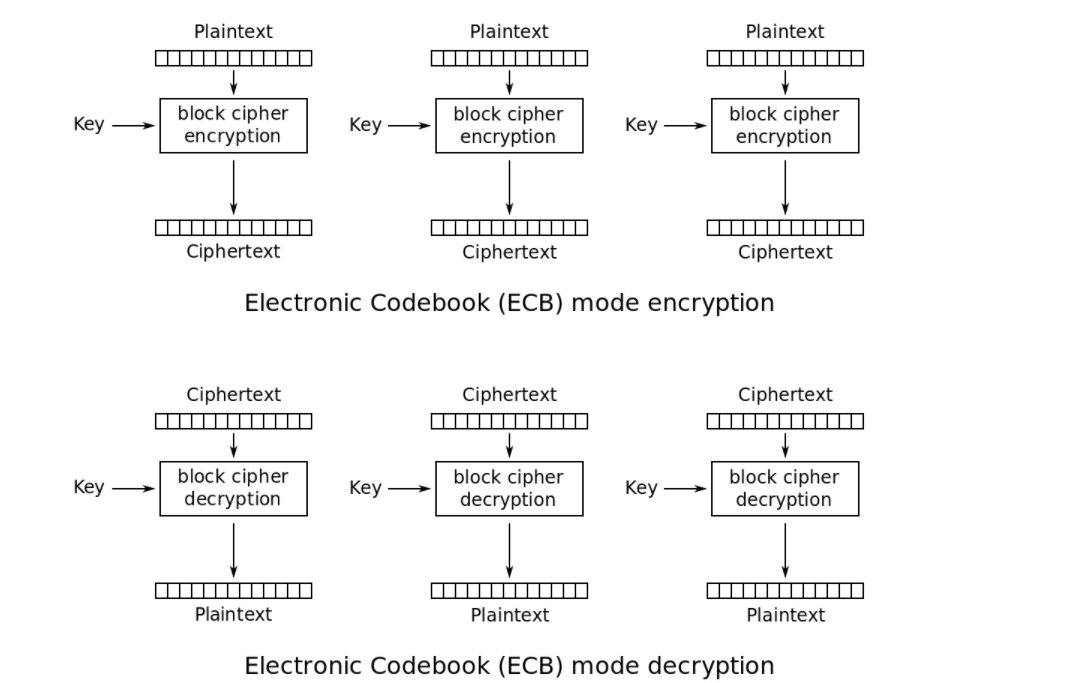 Plaintext Plaintext Plaintext
Key block cipher encryption Key block cipher encryption Key block cipher encryption
Ciphertext Ciphertext Ciphertext
Electronic Codebook (ECB) mode encryption
Ciphertext Ciphertext Ciphertext
Key block cipher decryption Key block cipher decryption Key block cipher decryption
Plaintext Plaintext Plaintext
Electronic Codebook (ECB) mode decryption